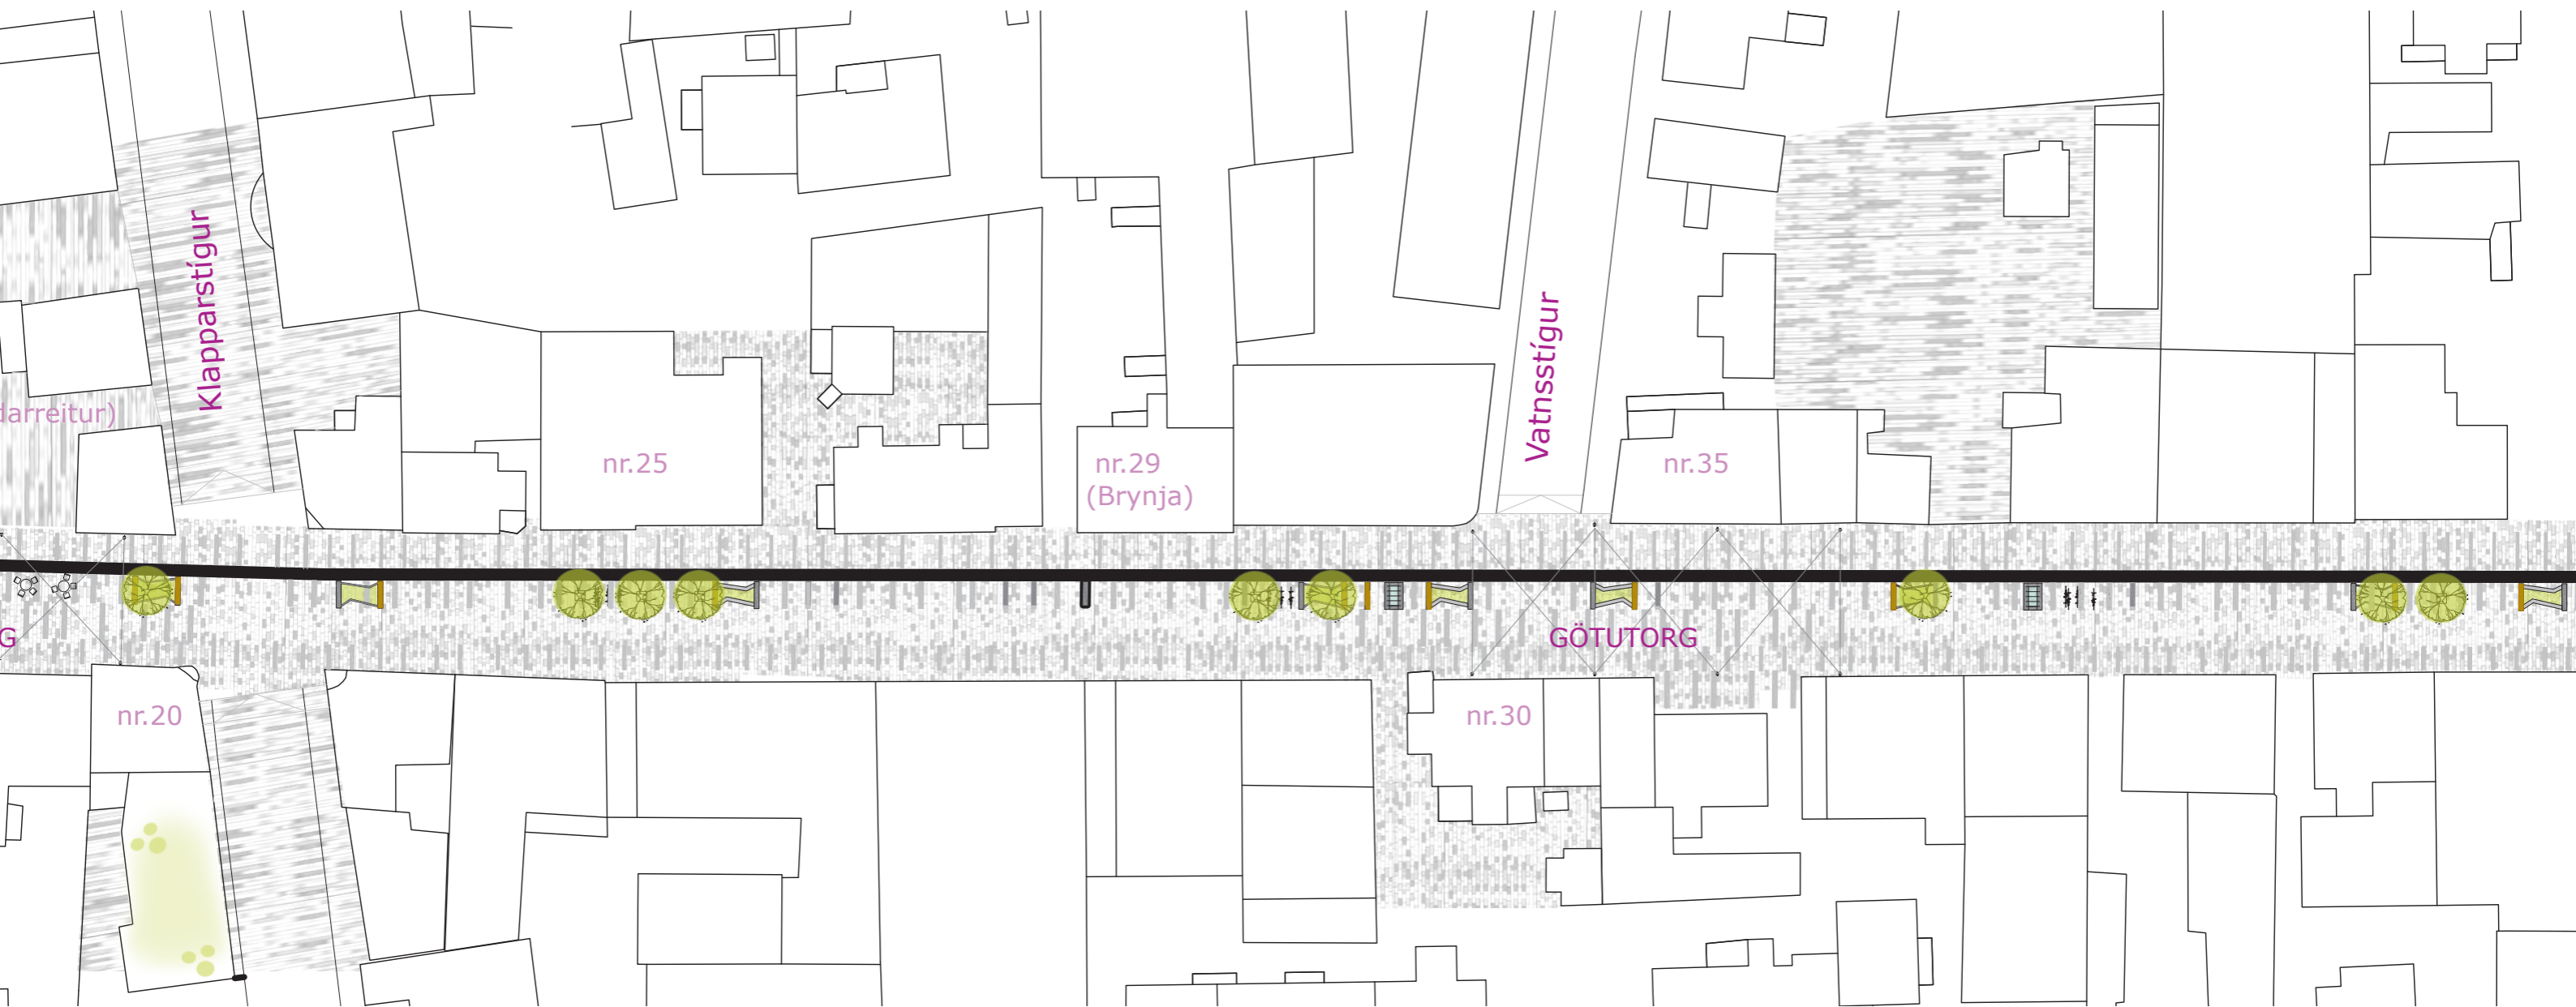 Klapparstígur
Vatnsstígur
darreitur)
nr.25
nr.29
(Brynja)
nr.35
G
GÖTUTORG
nr.20
nr.30